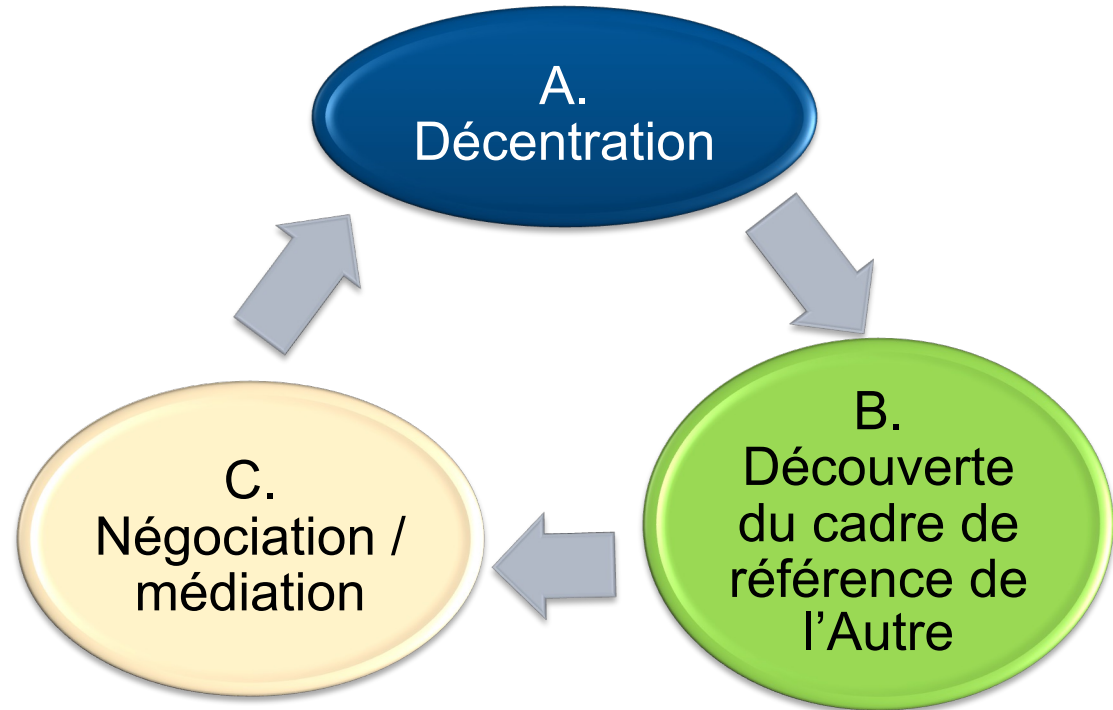 A.
Décentration
B.
Découverte
du cadre de
référence de
l’Autre
C.
Négociation /
médiation